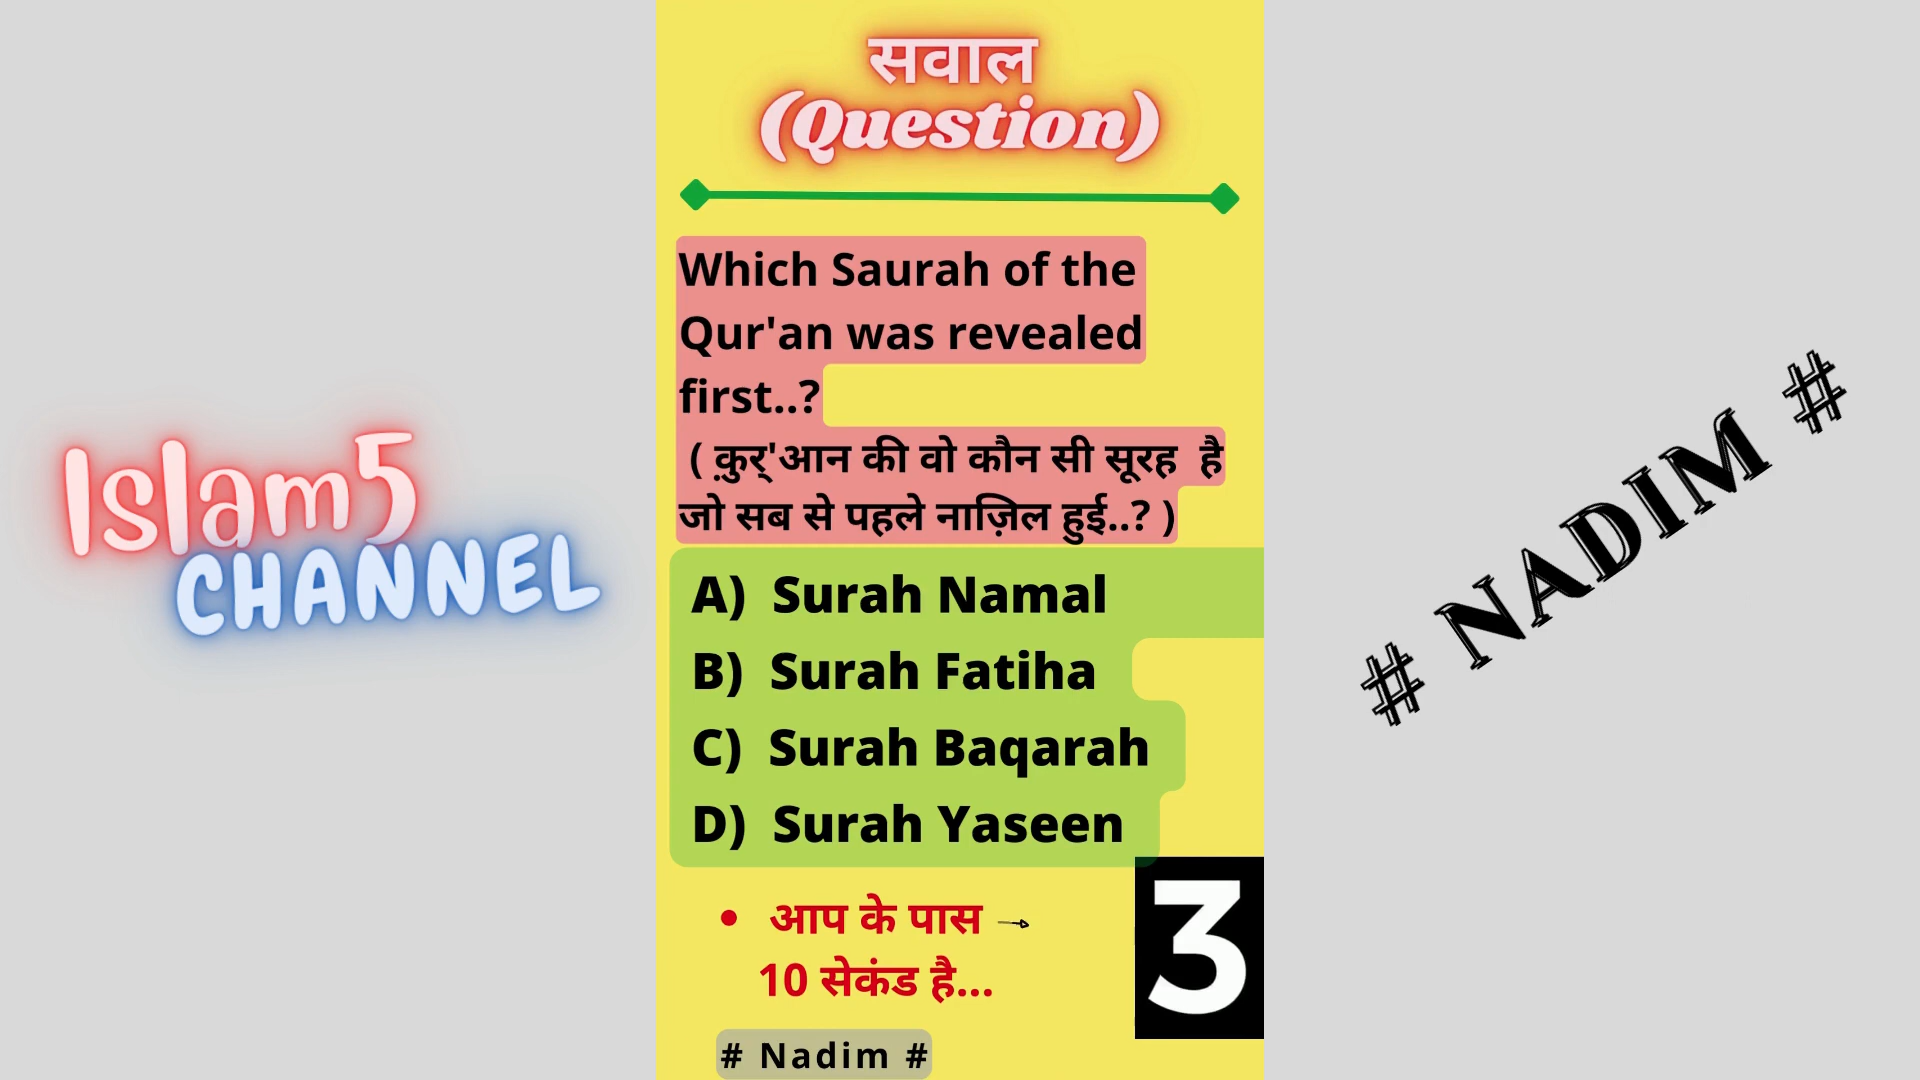 सवाल
(Question)
Which Saurah of the
Qur'an was revealed
first..?
( क़ुर्'आन की वो कौन सी सूरह है
जो सब से पहले नाज़िल हुई..? )
A) Surah Namal
B) Surah Fatiha
C) Surah Baqarah
D) Surah Yaseen
• आप के पास →
10 सेकंड है...
3
# Nadim #
Islam5
CHANNEL
# NADIM #